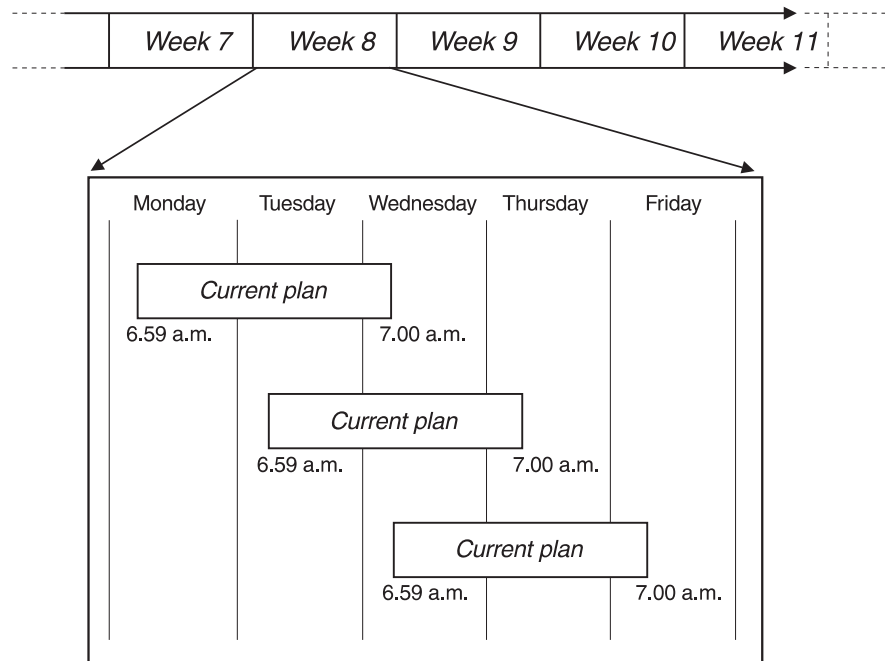 Week 7 Week 8 Week 9 Week 10 Week 11
Monday Tuesday Wednesday Thursday Friday
Current plan
6.59 a.m. 7.00 a.m.
Current plan
6.59 a.m. 7.00 a.m.
Current plan
6.59 a.m. 7.00 a.m.